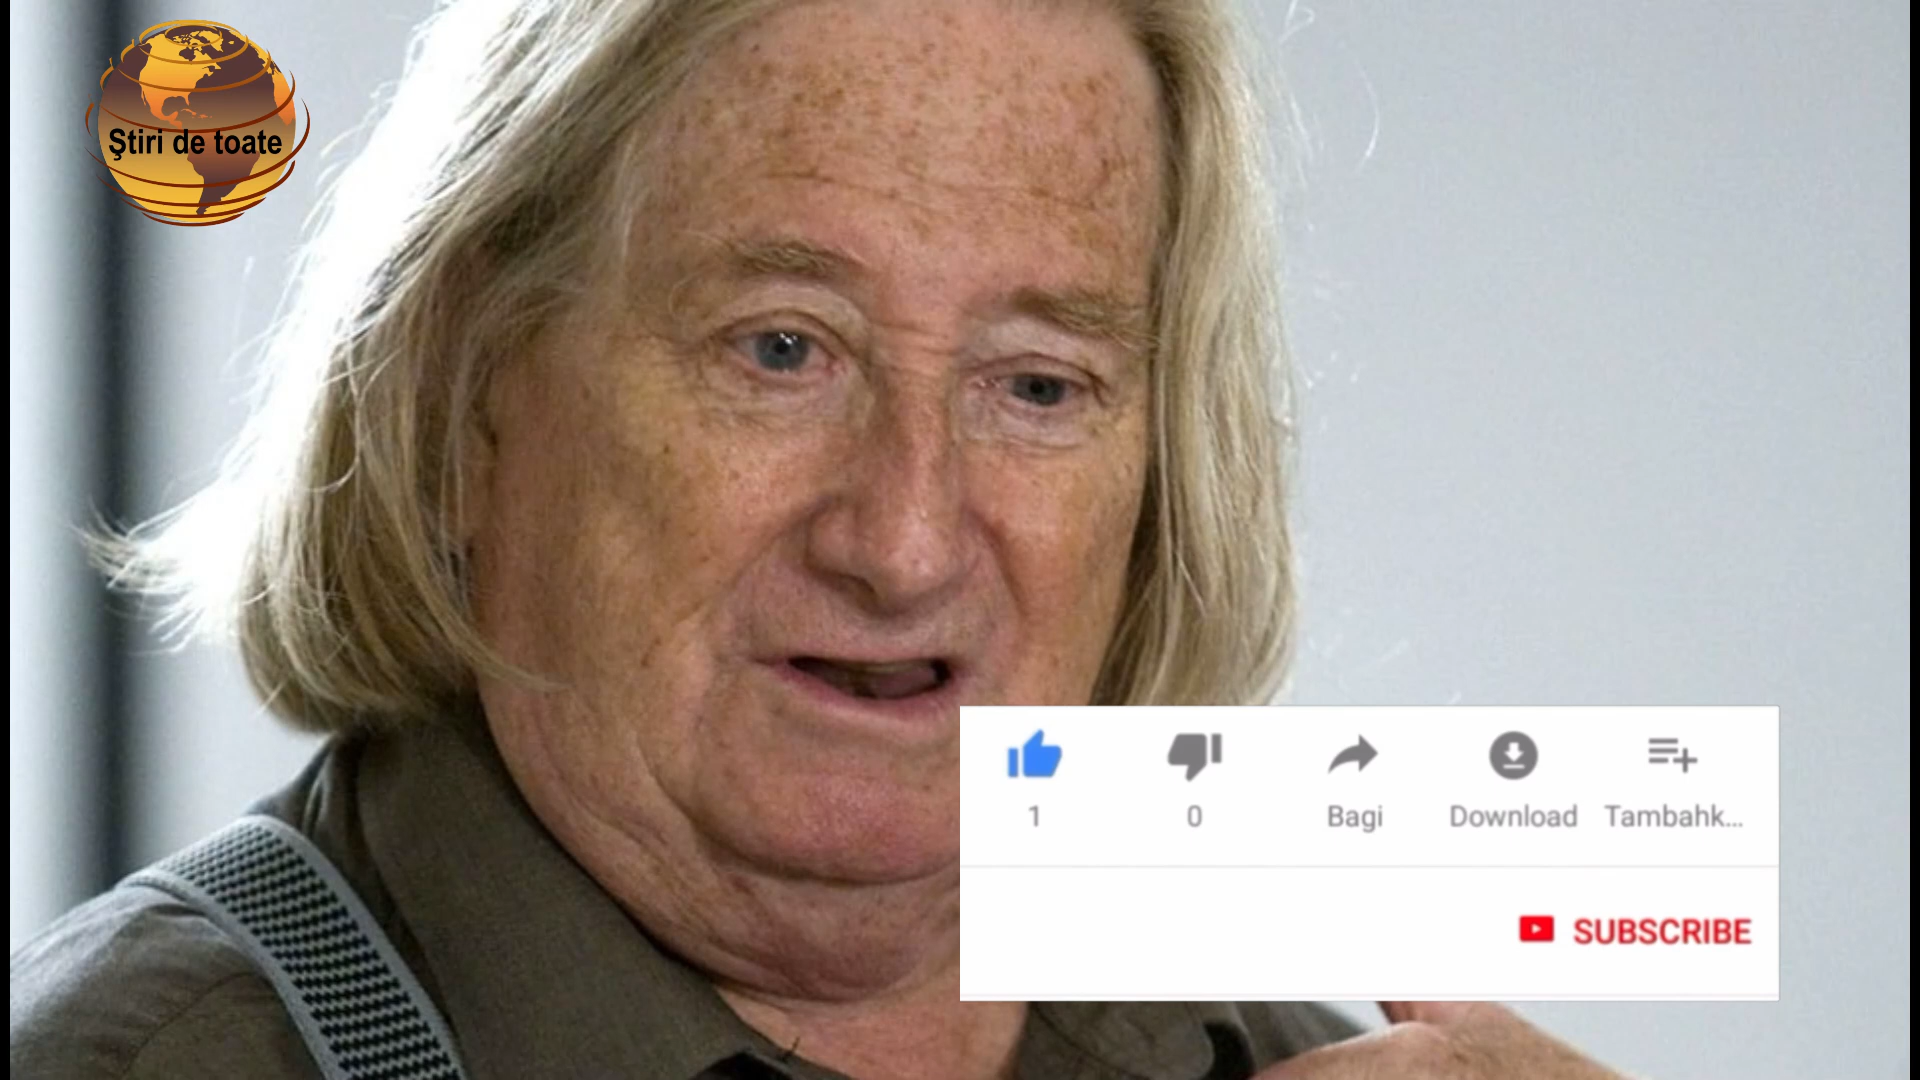 Ştiri de toate
1
0
Bagi
Download
Tambahk...
SUBSCRIBE